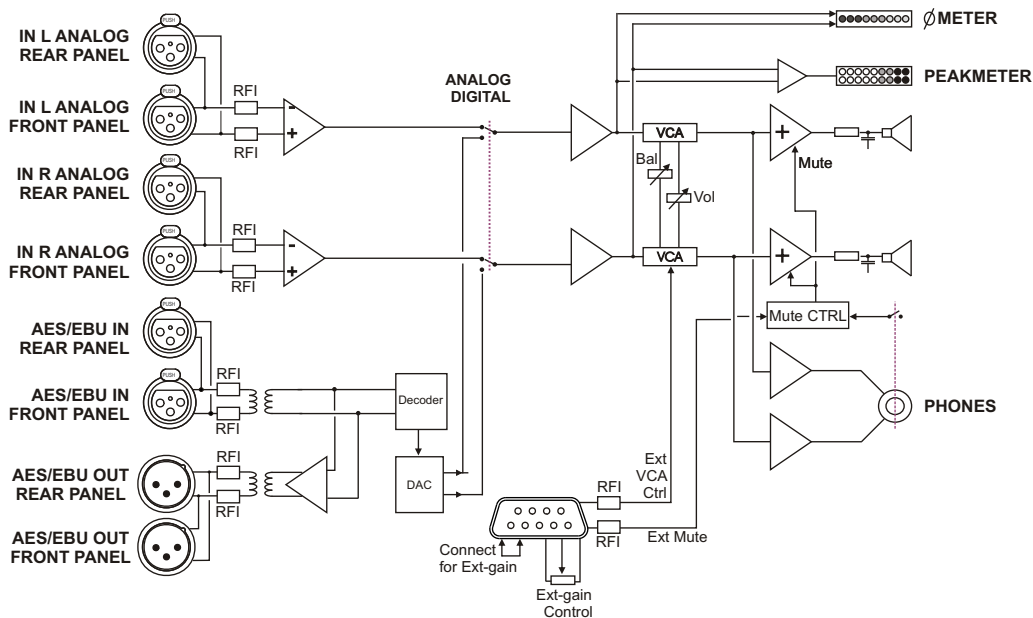 IN L ANALOG
REAR PANEL
PUSH
IN L ANALOG
FRONT PANEL
PUSH
RFI
RFI
-
+
IN R ANALOG
REAR PANEL
PUSH
IN R ANALOG
FRONT PANEL
PUSH
RFI
RFI
-
+
AES/EBU IN
REAR PANEL
PUSH
AES/EBU IN
FRONT PANEL
PUSH
RFI
RFI
AES/EBU OUT
REAR PANEL
RFI
RFI
AES/EBU OUT
FRONT PANEL
Decoder
DAC
ANALOG
DIGITAL
Ø METER
PEAKMETER
VCA
Bal
Vol
VCA
+
Mute
+
Mute CTRL
PHONES
Ext
VCA
Ctrl
RFI
RFI
Ext Mute
Connect
for Ext-gain
Ext-gain
Control